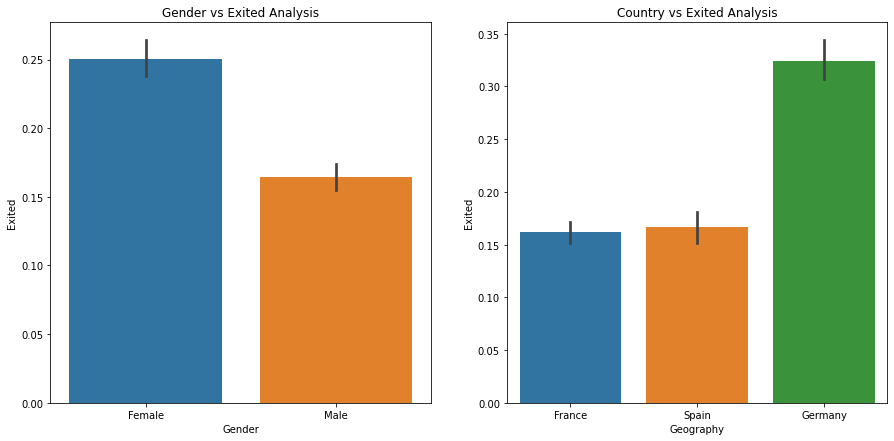 Gender vs Exited Analysis
Exited
0.25
0.20
0.15
0.10
0.05
0.00
Female
Male
Gender
Country vs Exited Analysis
Exited
0.35
0.30
0.25
0.20
0.15
0.10
0.05
0.00
France
Spain
Germany
Geography